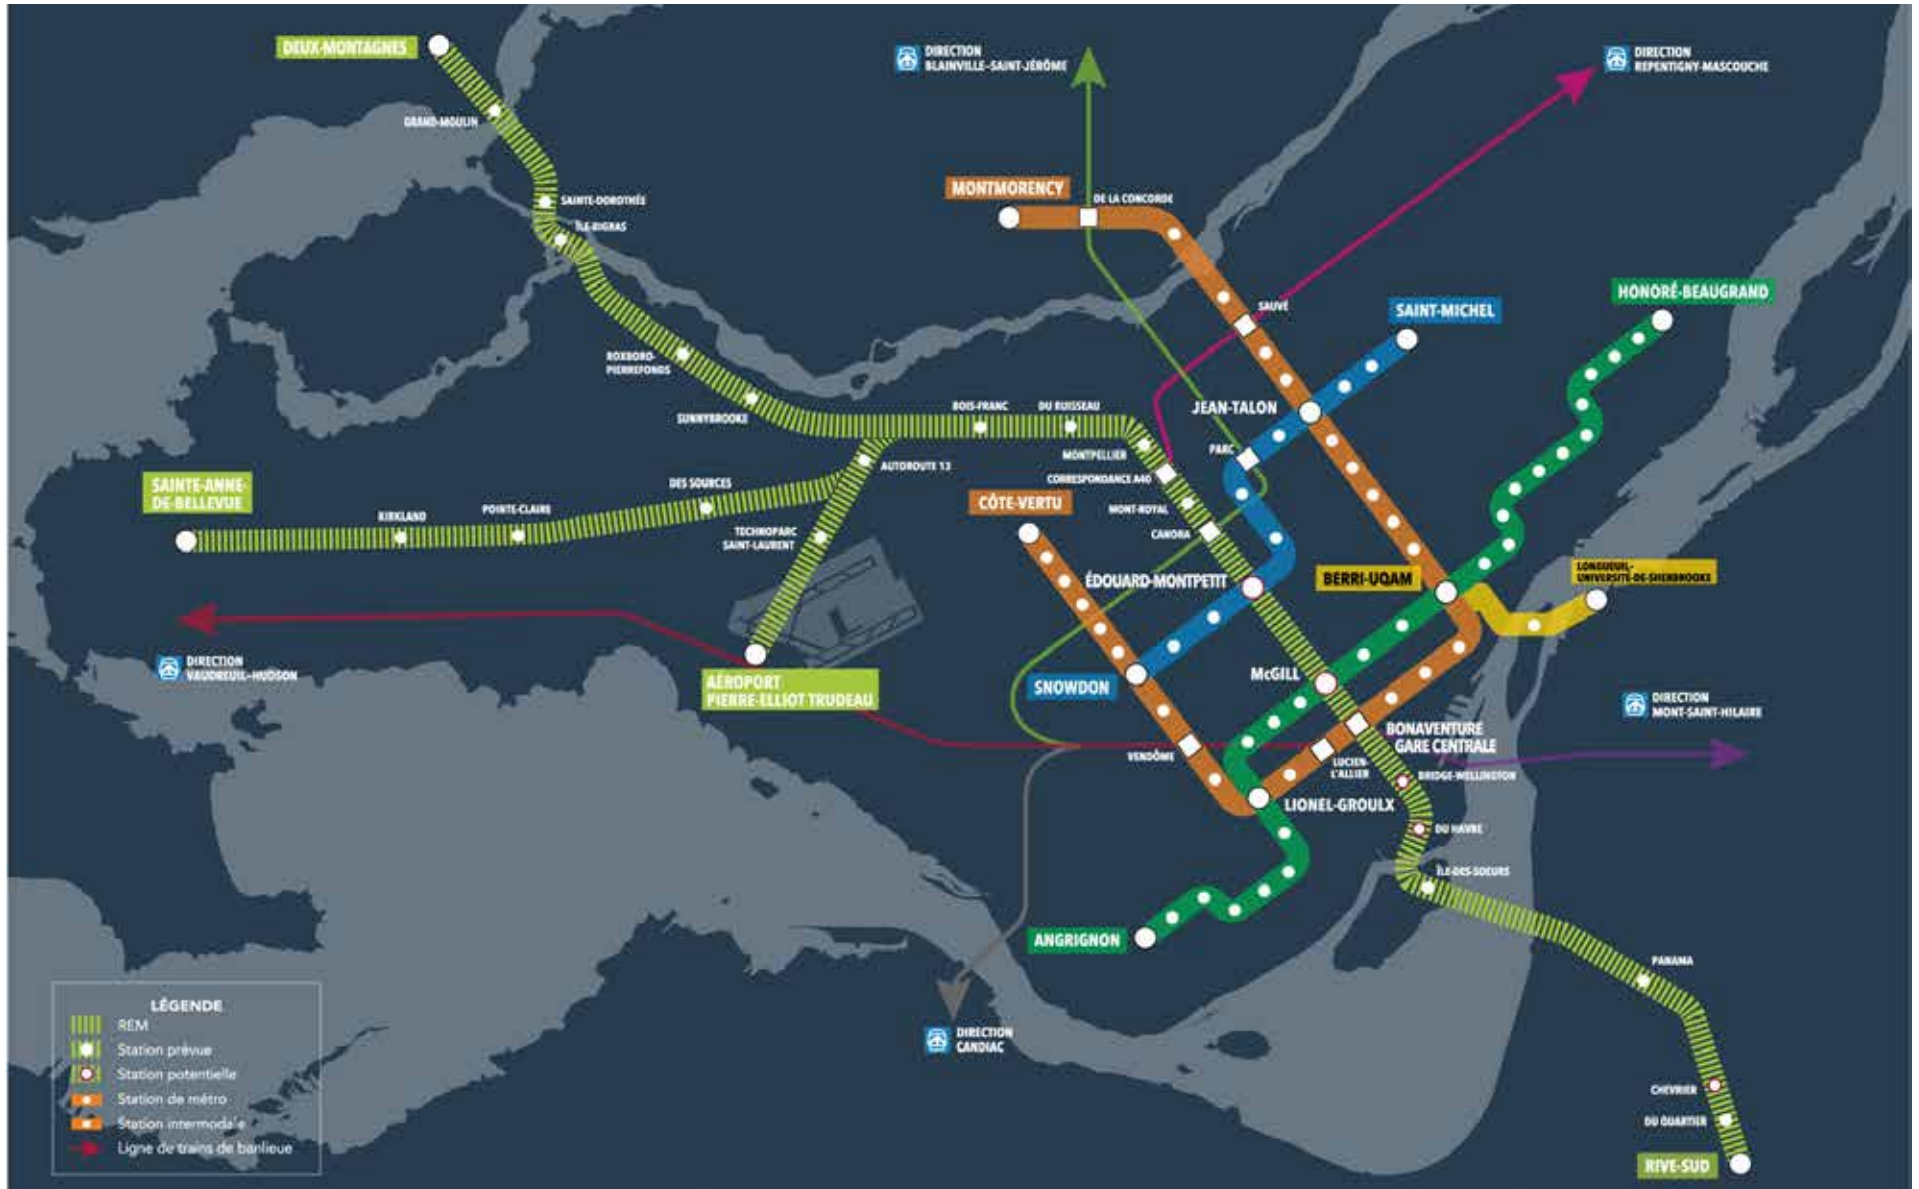 DEUX-MONTAGNES
GRAND-MOULIN
SAINTE-DOROTHÉE
ÎLE-BIGRAS
ROXBORO-
PIERREFONDS
SUNNYBROOKE
DIRECTION
BLAINVILLE-SAINT-JÉRÔME
DIRECTION
REPENTIGNY-MASCOUCHE
MONTMORENCY
DE LA CONCORDE
SAUVÉ
SAINT-MICHEL
HONORÉ-BEAUGRAND
JEAN-TALON
PARC
BOIS-FRANC
DU RUISSEAU
MONTPELLIER
CORRESPONDANCE A40
MONT-ROYAL
CANORA
AUTOROUTE 13
DES SOURCES
SAINTE-ANNE-
DE-BELLEVUE
KIRKLAND
POINTE-CLAIRE
TECHNOPARC
SAINT-LAURENT
CÔTE-VERTU
ÉDOUARD-MONTPETIT
BERRI-UQAM
LONGUEUIL-
UNIVERSITÉ-DE-SHERBROOKE
DIRECTION
VAUDREUIL-HUDSON
AÉROPORT
PIERRE-ELLIOT TRUDEAU
SNOWDON
McGILL
DIRECTION
MONT-SAINT-HILAIRE
BONAVENTURE
GARE CENTRALE
VENDÔME
LUCIEN-
L'ALLIER
BRIDGE-WELLINGTON
LIONEL-GROULX
DU HAVRE
ÎLE-DES-SOEURS
ANGRIGNON
PANAMA
DIRECTION
CANDIAC
CHEVRIER
DU QUARTIER
RIVE-SUD
LÉGENDE
REM
Station prévue
Station potentielle
Station de métro
Station intermodale
Ligne de trains de banlieue